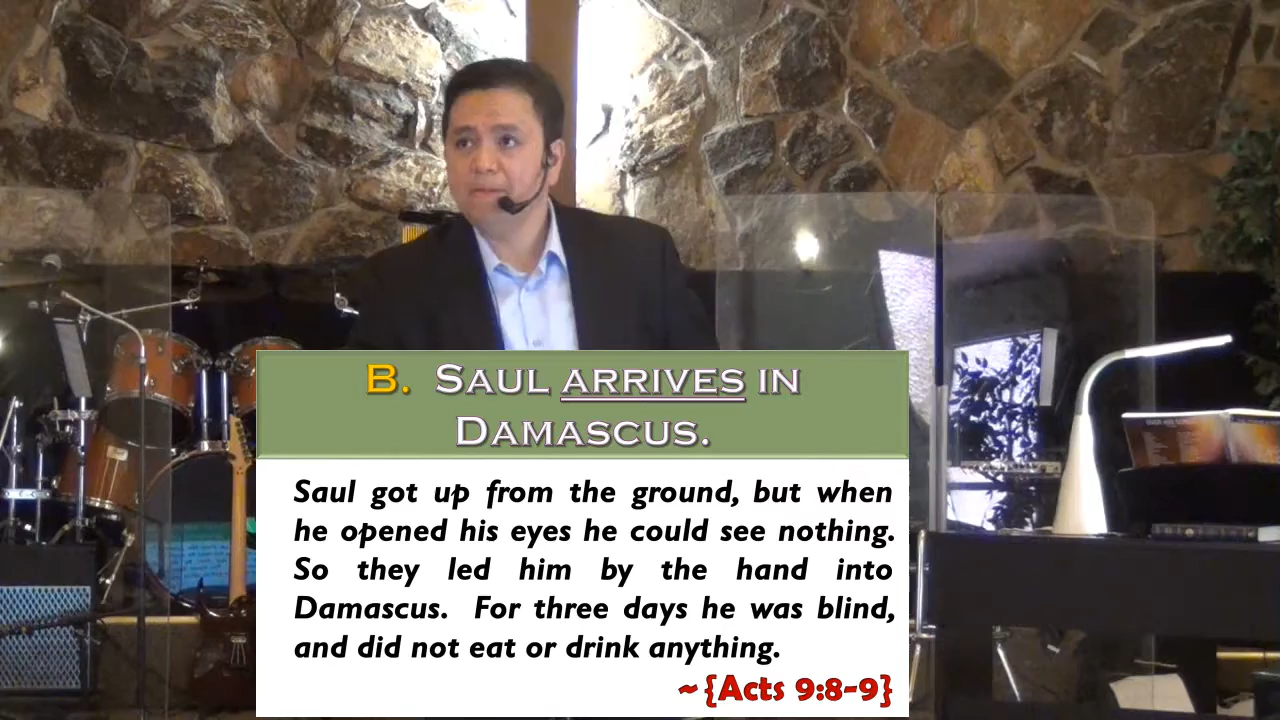 B. SAUL ARRIVES IN
DAMASCUS.
Saul got up from the ground, but when
he opened his eyes he could see nothing.
So they led him by the hand into
Damascus. For three days he was blind,
and did not eat or drink anything.
~{Acts 9:8-9}